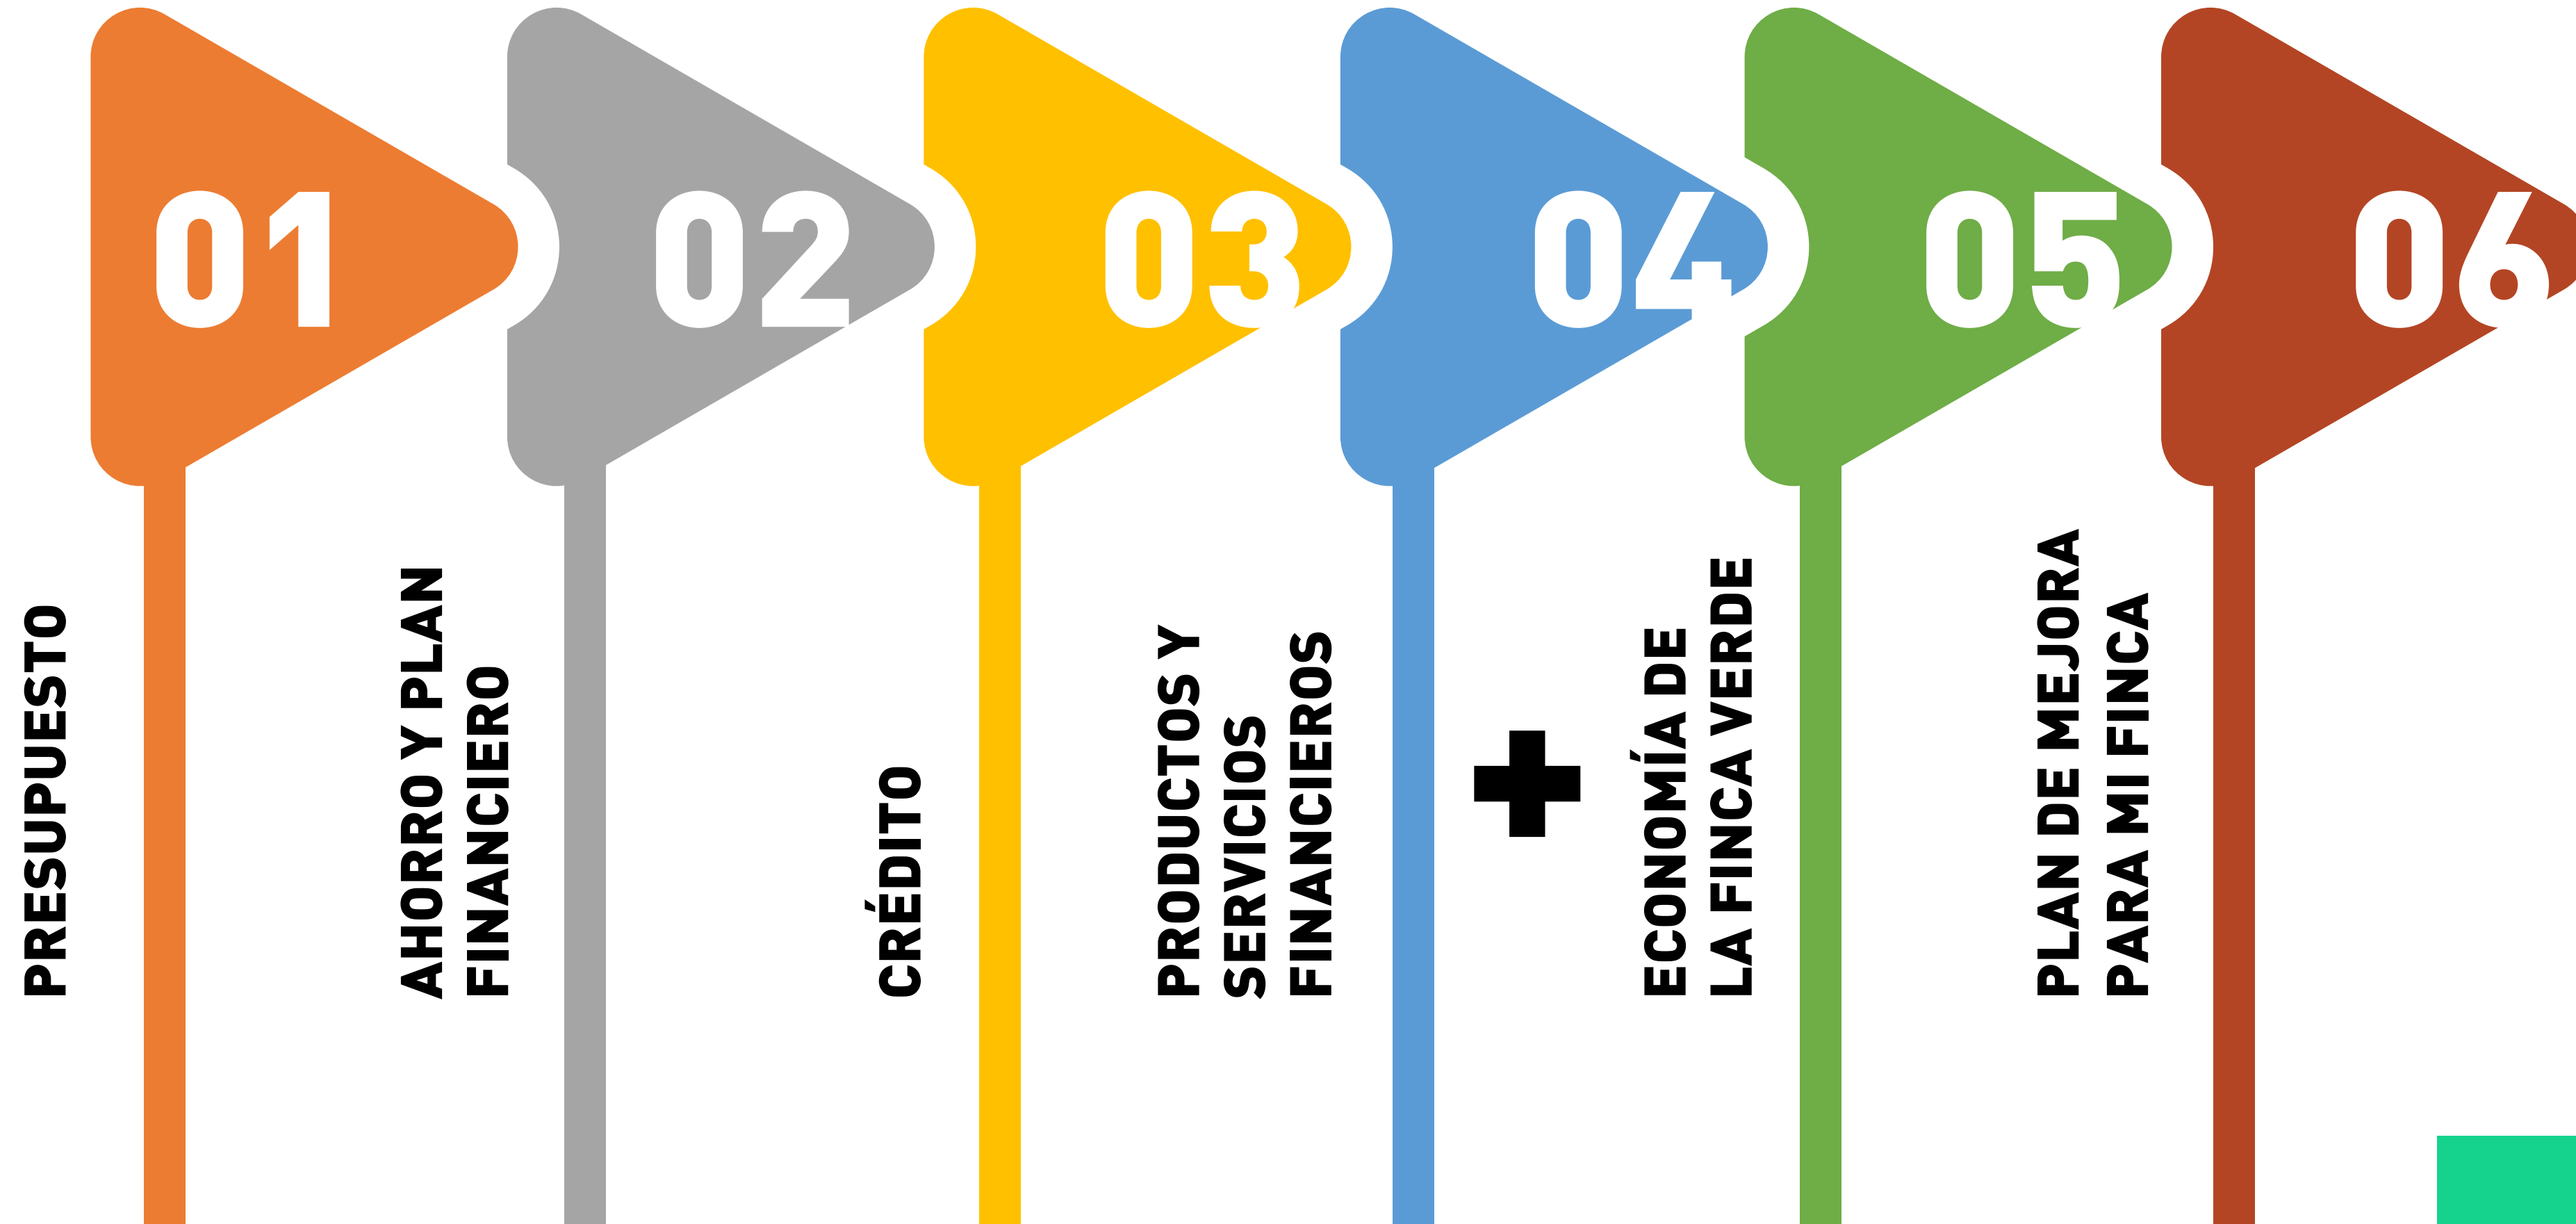 01
02
03
04
05
06
PRESUPUESTO
AHORRO Y PLAN
FINANCIERO
CRÉDITO
PRODUCTOS Y
SERVICIOS
FINANCIEROS
ECONOMÍA DE
LA FINCA VERDE
PLAN DE MEJORA
PARA MI FINCA